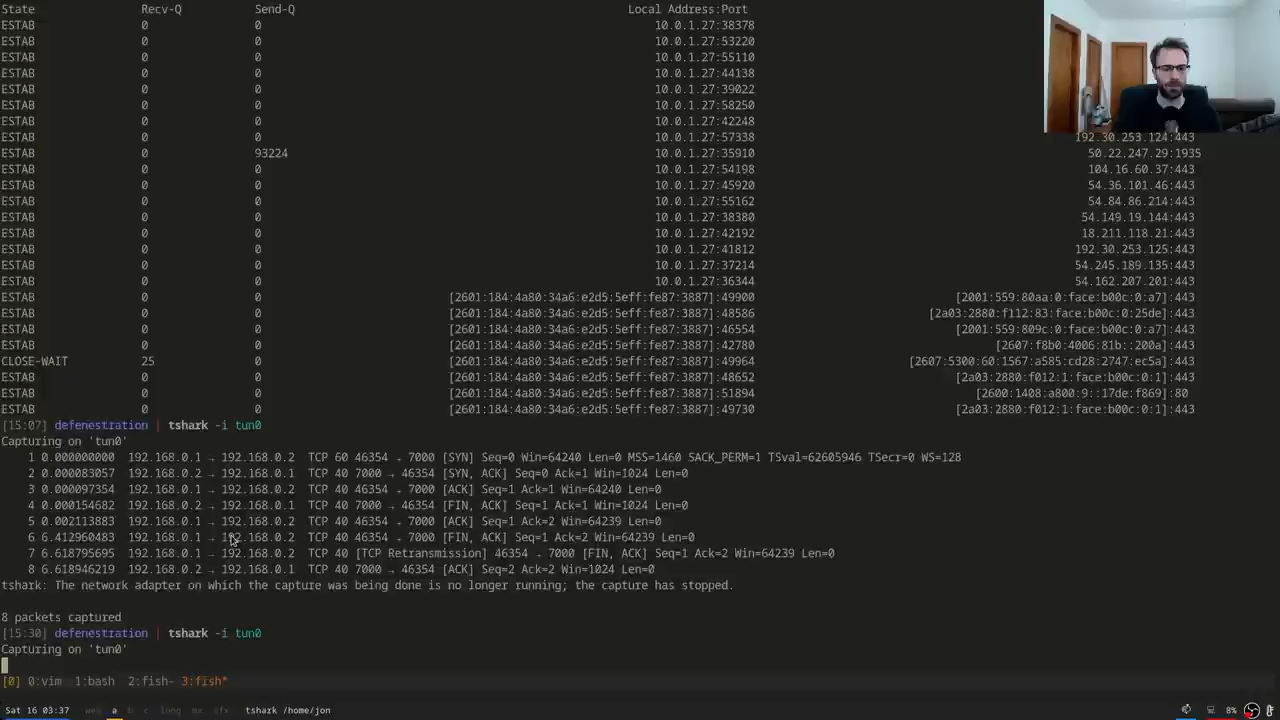 State Recv-Q Send-Q Local Address:Port
ESTAB 0 0 10.0.1.27:38378
ESTAB 0 0 10.0.1.27:53220
ESTAB 0 0 10.0.1.27:55110
ESTAB 0 0 10.0.1.27:44138
ESTAB 0 0 10.0.1.27:39022
ESTAB 0 0 10.0.1.27:58250
ESTAB 0 0 10.0.1.27:42248
ESTAB 0 0 10.0.1.27:57338 192.30.253.124:443
ESTAB 0 93224 10.0.1.27:35910 50.22.247.29:1935
ESTAB 0 0 10.0.1.27:54198 104.16.60.37:443
ESTAB 0 0 10.0.1.27:45920 54.36.101.46:443
ESTAB 0 0 10.0.1.27:55162 54.84.86.214:443
ESTAB 0 0 10.0.1.27:38380 54.149.19.144:443
ESTAB 0 0 10.0.1.27:42192 18.211.118.21:443
ESTAB 0 0 10.0.1.27:41812 192.30.253.125:443
ESTAB 0 0 10.0.1.27:37214 54.245.189.135:443
ESTAB 0 0 10.0.1.27:36344 54.162.207.201:443
ESTAB 0 0 [2601:184:4a80:34a6:e2d5:5eff:fe87:3887]:49900 [2001:559:80aa:0:face:b00c:0:a7]:443
ESTAB 0 0 [2601:184:4a80:34a6:e2d5:5eff:fe87:3887]:48586 [2a03:2880:f112:83:face:b00c:0:25de]:443
ESTAB 0 0 [2601:184:4a80:34a6:e2d5:5eff:fe87:3887]:46554 [2001:559:809c:0:face:b00c:0:a7]:443
ESTAB 0 0 [2601:184:4a80:34a6:e2d5:5eff:fe87:3887]:42780 [2607:f8b0:4006:81b::200a]:443
CLOSE-WAIT 25 0 [2601:184:4a80:34a6:e2d5:5eff:fe87:3887]:49964 [2607:5300:60:1567:a585:cd28:2747:ec5a]:443
ESTAB 0 0 [2601:184:4a80:34a6:e2d5:5eff:fe87:3887]:48652 [2a03:2880:f012:1:face:b00c:0:1]:443
ESTAB 0 0 [2601:184:4a80:34a6:e2d5:5eff:fe87:3887]:51894 [2600:1408:a800:9::17de:f869]:80
ESTAB 0 0 [2601:184:4a80:34a6:e2d5:5eff:fe87:3887]:49730 [2a03:2880:f012:1:face:b00c:0:1]:443
[15:07] defenestration | tshark -i tun0
Capturing on 'tun0'
1 0.000000000 192.168.0.1 → 192.168.0.2 TCP 60 46354 → 7000 [SYN] Seq=0 Win=64240 Len=0 MSS=1460 SACK_PERM=1 TSval=62605946 TSecr=0 WS=128
2 0.000083057 192.168.0.2 → 192.168.0.1 TCP 40 7000 → 46354 [SYN, ACK] Seq=0 Ack=1 Win=1024 Len=0
3 0.000097354 192.168.0.1 → 192.168.0.2 TCP 40 46354 → 7000 [ACK] Seq=1 Ack=1 Win=64240 Len=0
4 0.000154682 192.168.0.2 → 192.168.0.1 TCP 40 7000 → 46354 [FIN, ACK] Seq=1 Ack=1 Win=1024 Len=0
5 0.002113883 192.168.0.1 → 192.168.0.2 TCP 40 46354 → 7000 [ACK] Seq=1 Ack=2 Win=64239 Len=0
6 6.412960483 192.168.0.1 → 192.168.0.2 TCP 40 46354 → 7000 [FIN, ACK] Seq=1 Ack=2 Win=64239 Len=0
7 6.618795695 192.168.0.1 → 192.168.0.2 TCP 40 [TCP Retransmission] 46354 → 7000 [FIN, ACK] Seq=1 Ack=2 Win=64239 Len=0
8 6.618946219 192.168.0.2 → 192.168.0.1 TCP 40 7000 → 46354 [ACK] Seq=2 Ack=2 Win=1024 Len=0
tshark: The network adapter on which the capture was being done is no longer running; the capture has stopped.
8 packets captured
[15:30] defenestration | tshark -i tun0
Capturing on 'tun0'
[0] 0:vim 1:bash 2:fish- 3:fish*
Sat 16 03:37 web a b c long mx sfx tshark /home/jon 8%